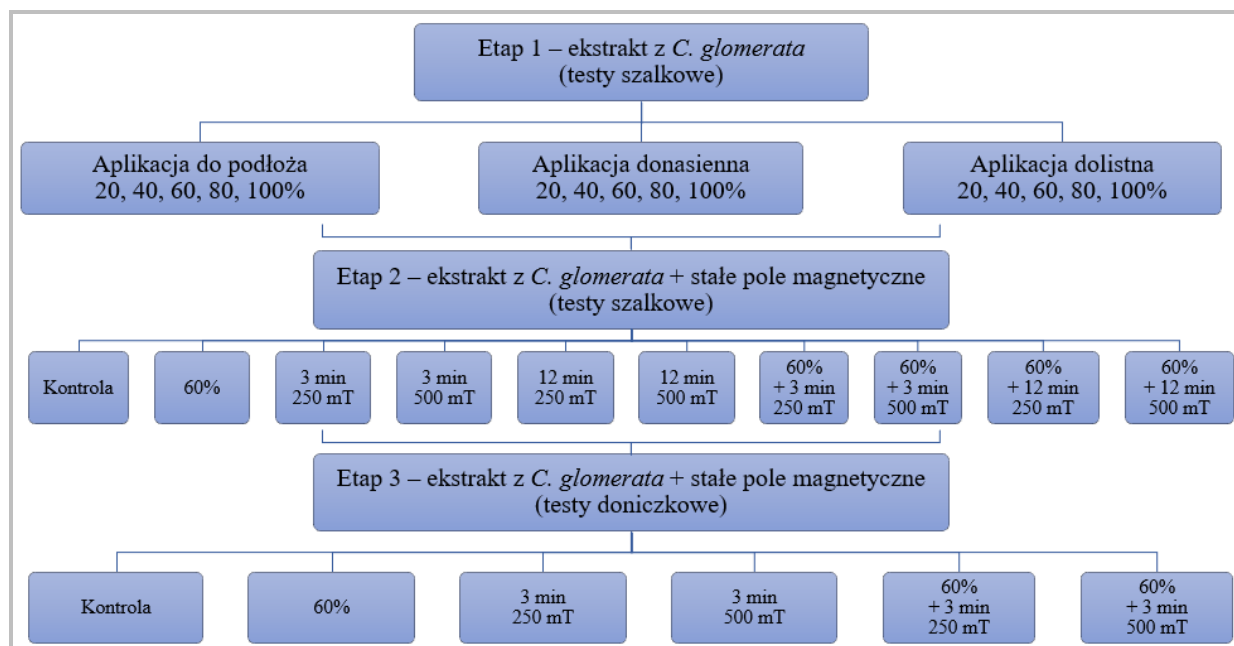 Etap 1 – ekstrakt z C. glomerata
(testy szalkowe)
Aplikacja do podłoża
20, 40, 60, 80, 100%
Aplikacja donasienna
20, 40, 60, 80, 100%
Aplikacja dolistna
20, 40, 60, 80, 100%
Etap 2 – ekstrakt z C. glomerata + stałe pole magnetyczne
(testy szalkowe)
Kontrola
60%
3 min
250 mT
3 min
500 mT
12 min
250 mT
12 min
500 mT
60%
+ 3 min
250 mT
60%
+ 3 min
500 mT
60%
+ 12 min
250 mT
60%
+ 12 min
500 mT
Etap 3 – ekstrakt z C. glomerata + stałe pole magnetyczne
(testy doniczkowe)
Kontrola
60%
3 min
250 mT
3 min
500 mT
60%
+ 3 min
250 mT
60%
+ 3 min
500 mT